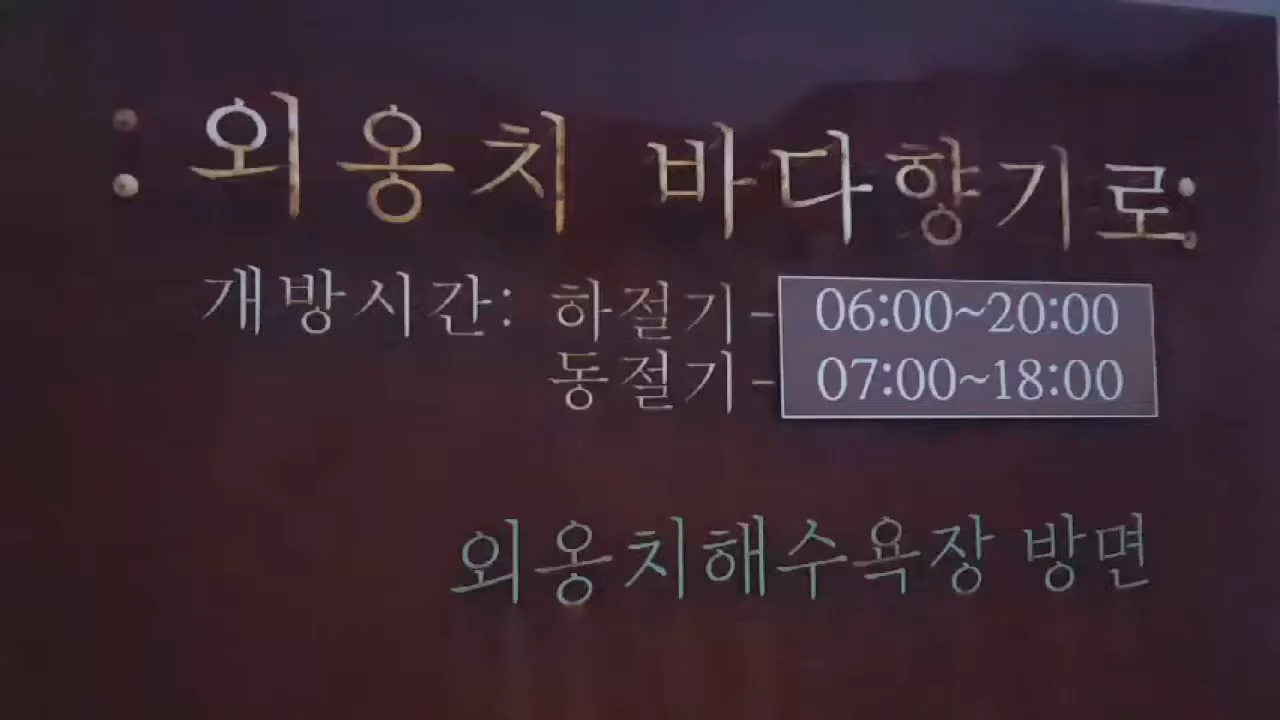 외옹치 바다향기로
개방시간: 하절기- 06:00~20:00
동절기- 07:00~18:00
외옹치해수욕장 방면